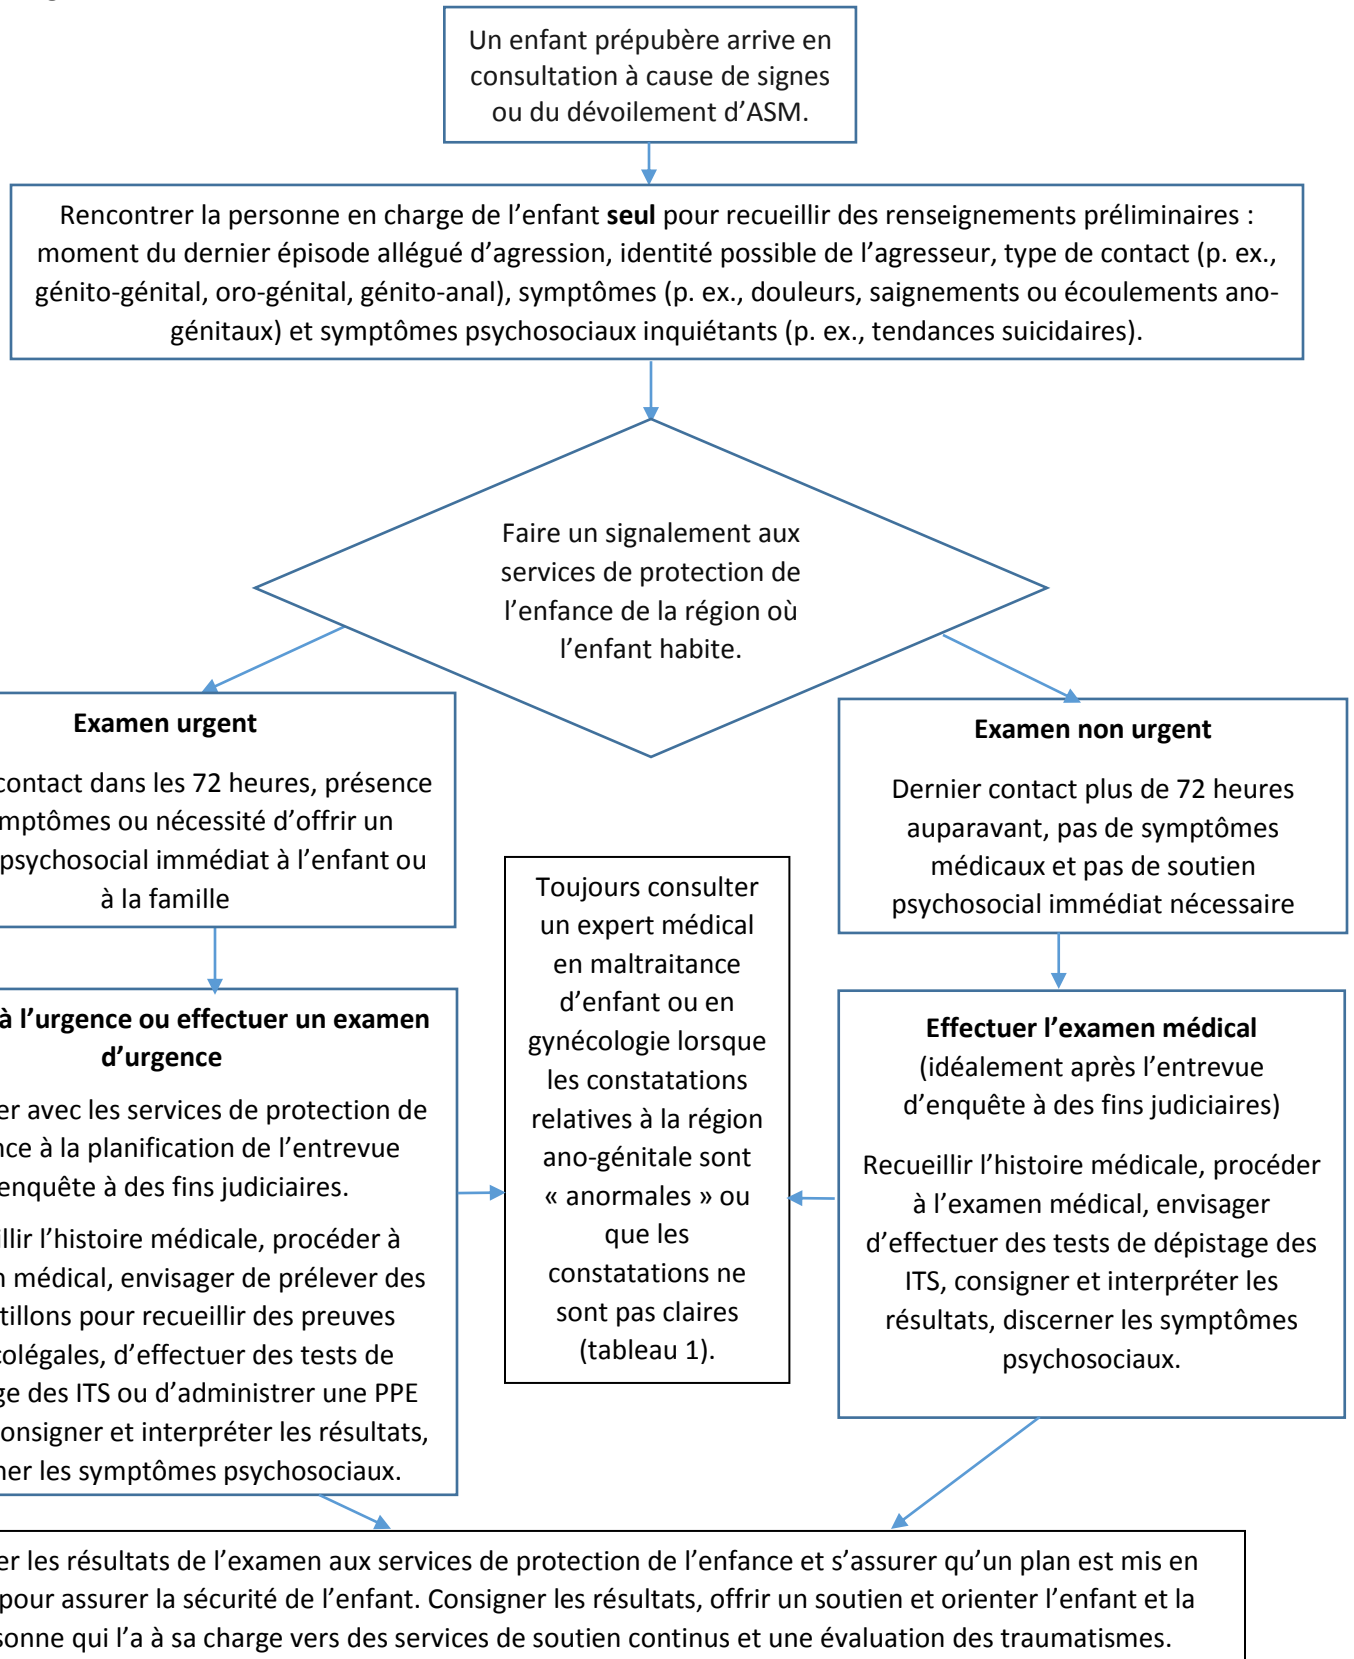 Un enfant prépubère arrive en
consultation à cause de signes
ou du dévoilement d’ASM.
Rencontrer la personne en charge de l’enfant seul pour recueillir des renseignements préliminaires :
moment du dernier épisode allégué d’agression, identité possible de l’agresseur, type de contact (p. ex.,
génito-génital, oro-génital, génito-anal), symptômes (p. ex., douleurs, saignements ou écoulements ano-
génitaux) et symptômes psychosociaux inquiétants (p. ex., tendances suicidaires).
Faire un signalement aux
services de protection de
l’enfance de la région où
l’enfant habite.
Examen urgent
contact dans les 72 heures, présence
mptômes ou nécessité d’offrir un
psychosocial immédiat à l’enfant ou
à la famille
à l’urgence ou effectuer un examen
d’urgence
er avec les services de protection de
nce à la planification de l’entrevue
enquête à des fins judiciaires.
illir l’histoire médicale, procéder à
n médical, envisager de prélever des
tillons pour recueillir des preuves
colégales, d’effectuer des tests de
ge des ITS ou d’administrer une PPE
onsigner et interpréter les résultats,
ner les symptômes psychosociaux.
Toujours consulter
un expert médical
en maltraitance
d’enfant ou en
gynécologie lorsque
les constatations
relatives à la région
ano-génitale sont
« anormales » ou
que les
constatations ne
sont pas claires
(tableau 1).
Examen non urgent
Dernier contact plus de 72 heures
auparavant, pas de symptômes
médicaux et pas de soutien
psychosocial immédiat nécessaire
Effectuer l’examen médical
(idéalement après l’entrevue
d’enquête à des fins judiciaires)
Recueillir l’histoire médicale, procéder
à l’examen médical, envisager
d’effectuer des tests de dépistage des
ITS, consigner et interpréter les
résultats, discerner les symptômes
psychosociaux.
er les résultats de l’examen aux services de protection de l’enfance et s’assurer qu’un plan est mis en
pour assurer la sécurité de l’enfant. Consigner les résultats, offrir un soutien et orienter l’enfant et la
sonne qui l’a à sa charge vers des services de soutien continus et une évaluation des traumatismes.